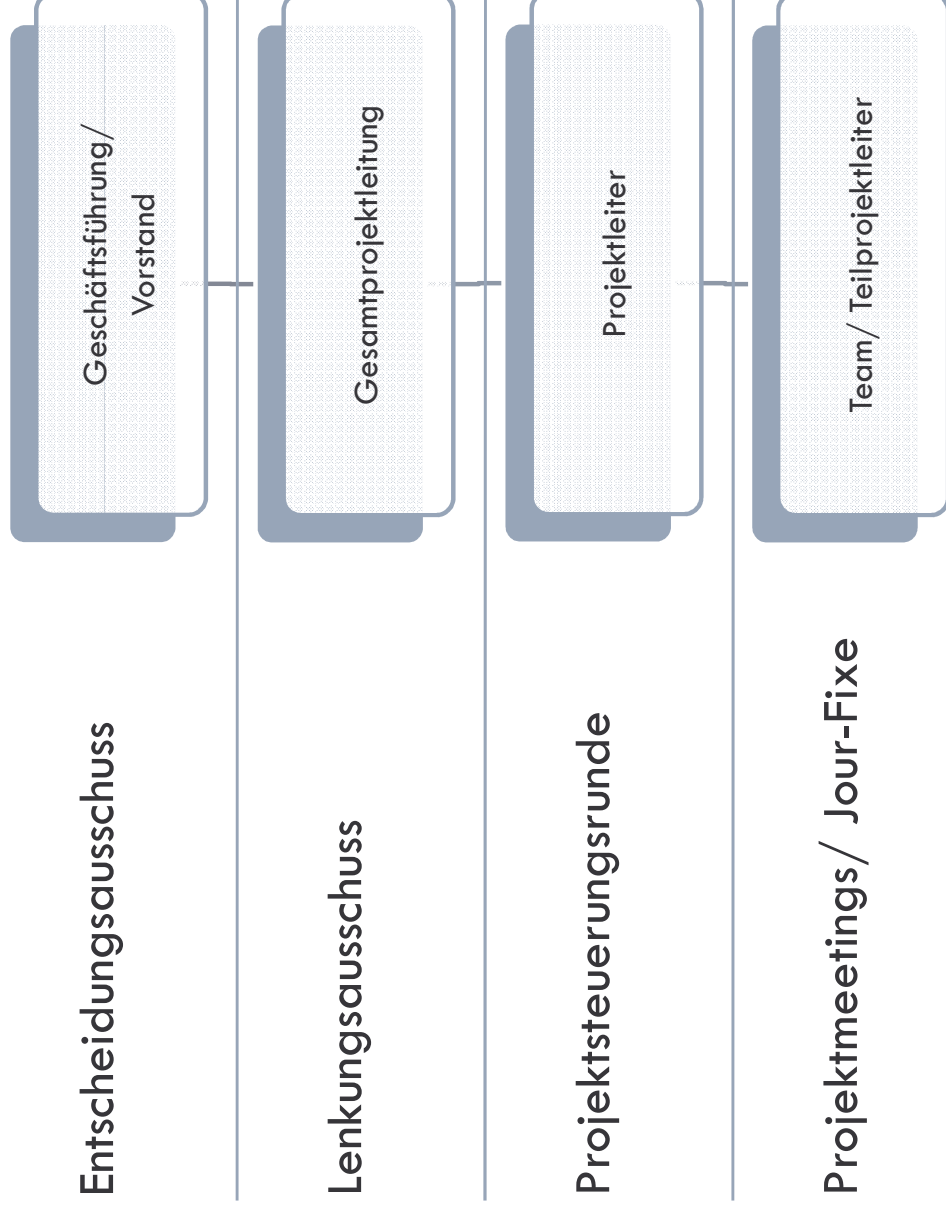 Entscheidungsausschuss
Geschäftsführung/
Vorstand
Lenkungsausschuss
Gesamtprojektleitung
Projektsteuerungsrunde
Projektleiter
Projektmeetings/ Jour-Fixe
Team/ Teilprojektleiter